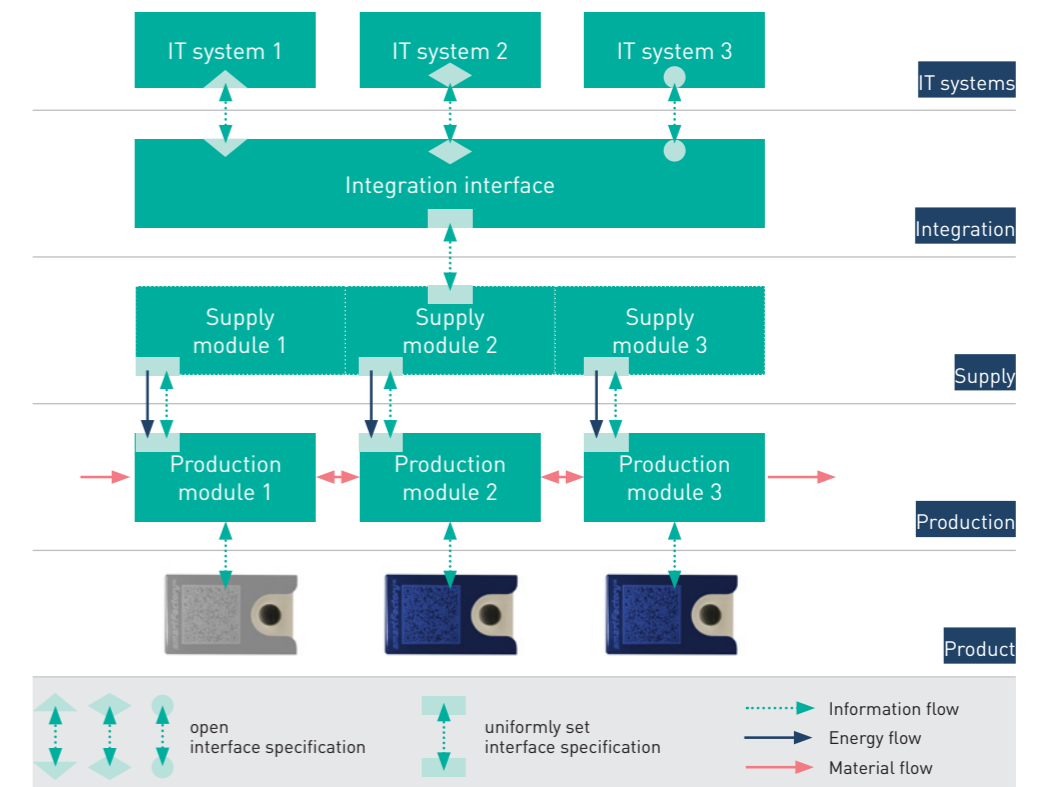 IT system 1
IT system 2
IT system 3
IT systems
Integration interface
Integration
Supply
module 1
Supply
module 2
Supply
module 3
Supply
Production
module 1
Production
module 2
Production
module 3
Production
Product
open
interface specification
uniformly set
interface specification
Information flow
Energy flow
Material flow